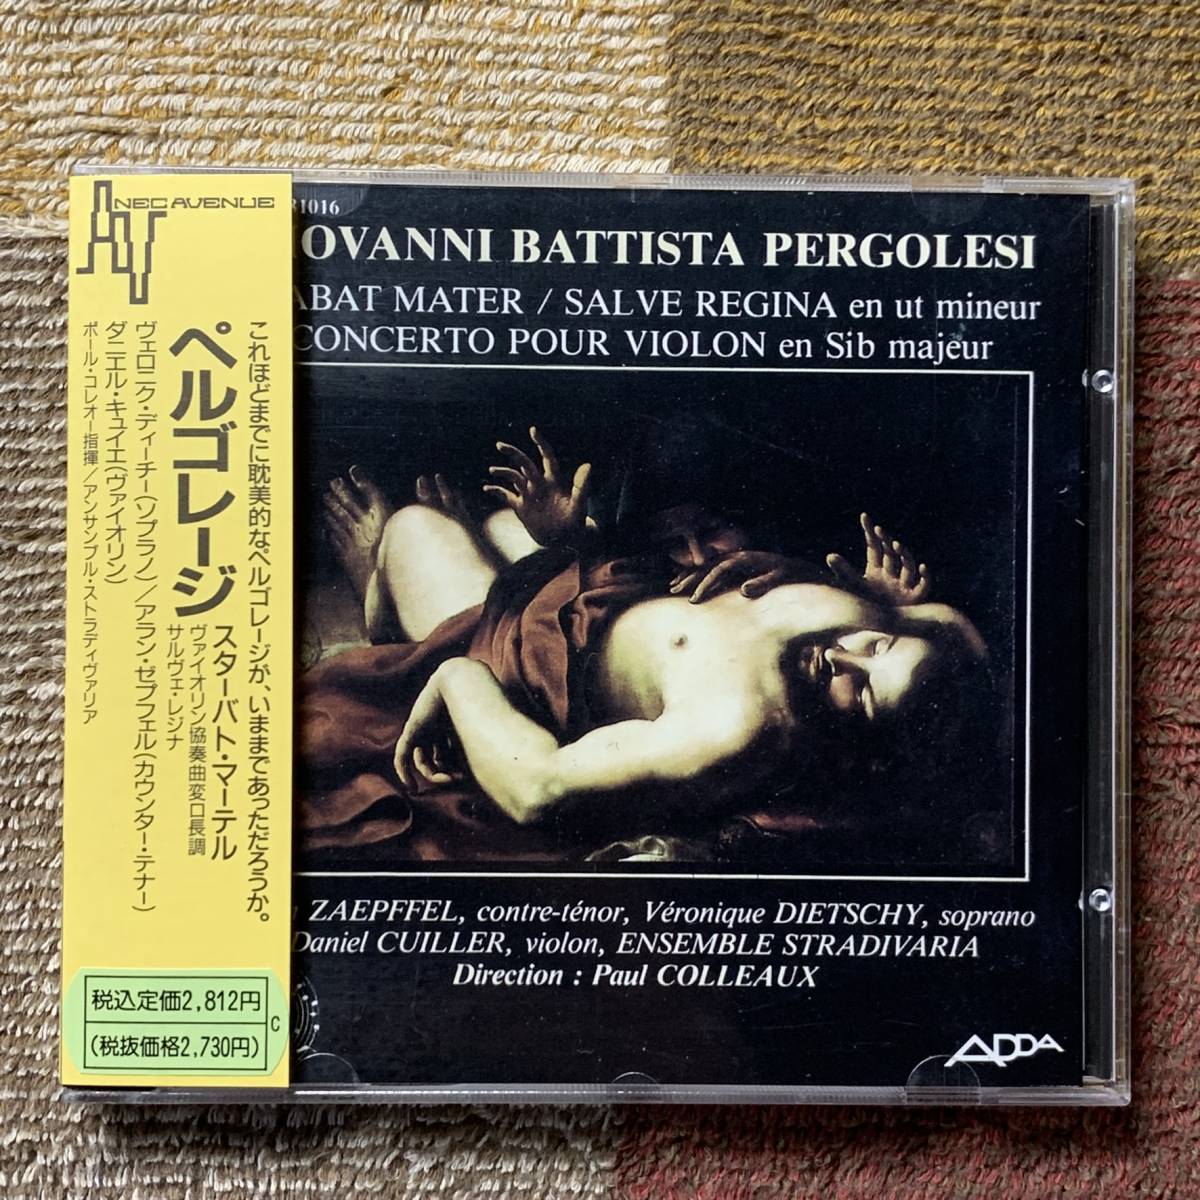 NEC AVENUE
これほどまでに耽美的なペルゴレージが、いままであっただろうか。
ペルゴレージ
スターバト・マーテル
ヴァイオリン協奏曲変ロ長調
サルヴェ・レジナ
ヴェロニク・ディーチー(ソプラノ)／アラン・ゼプフェル(カウンター・テナー)
ダニエル・キュイエ(ヴァイオリン)
ポール・コレオー指揮／アンサンブル・ストラディヴァリア
税込定価2,812円
(税抜価格2,730円)
C
81016
OVANNI BATTISTA PERGOLESI
ABAT MATER / SALVE REGINA en ut mineur
CONCERTO POUR VIOLON en Sib majeur
ZAEPFFEL, contre-ténor, Véronique DIETSCHY, soprano
Daniel CUILLER, violon, ENSEMBLE STRADIVARIA
Direction : Paul COLLEAUX
ADDA